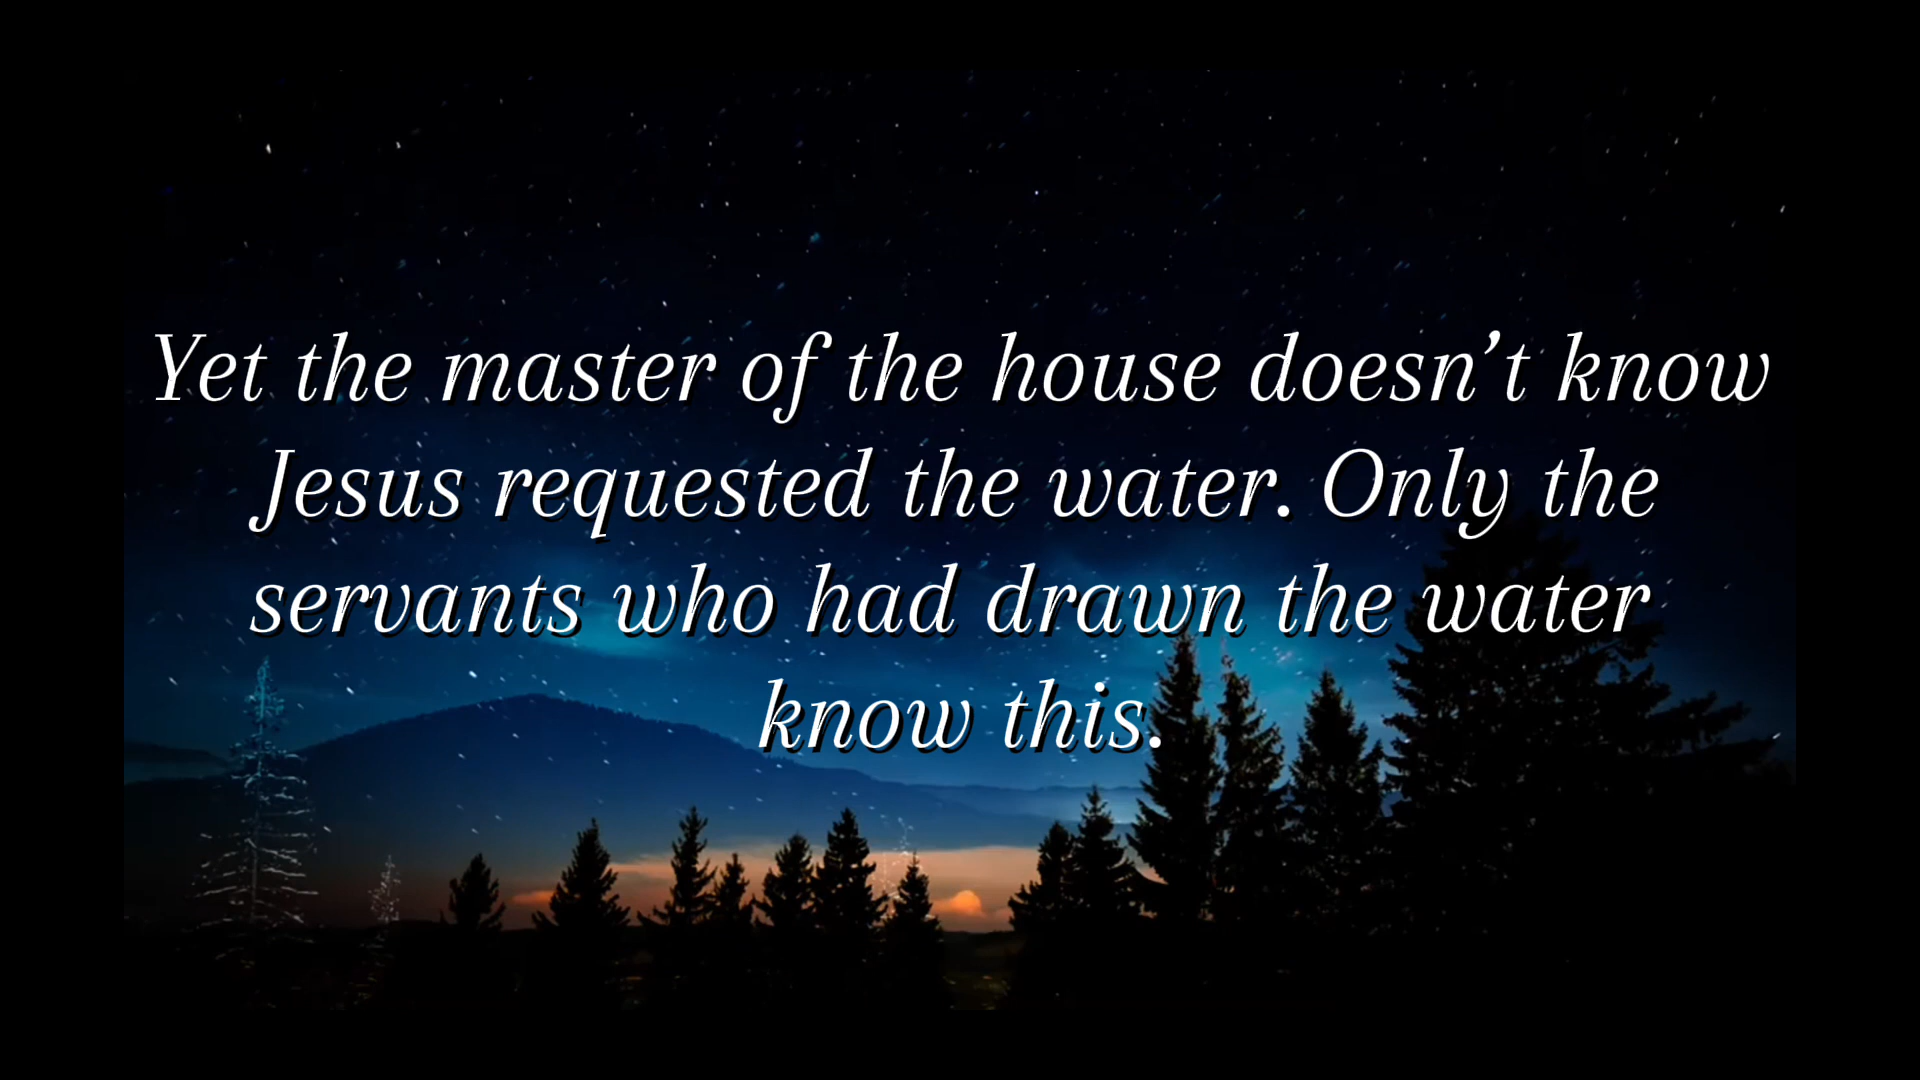 Yet the master of the house doesn’t know
Jesus requested the water. Only the
servants who had drawn the water
know this.